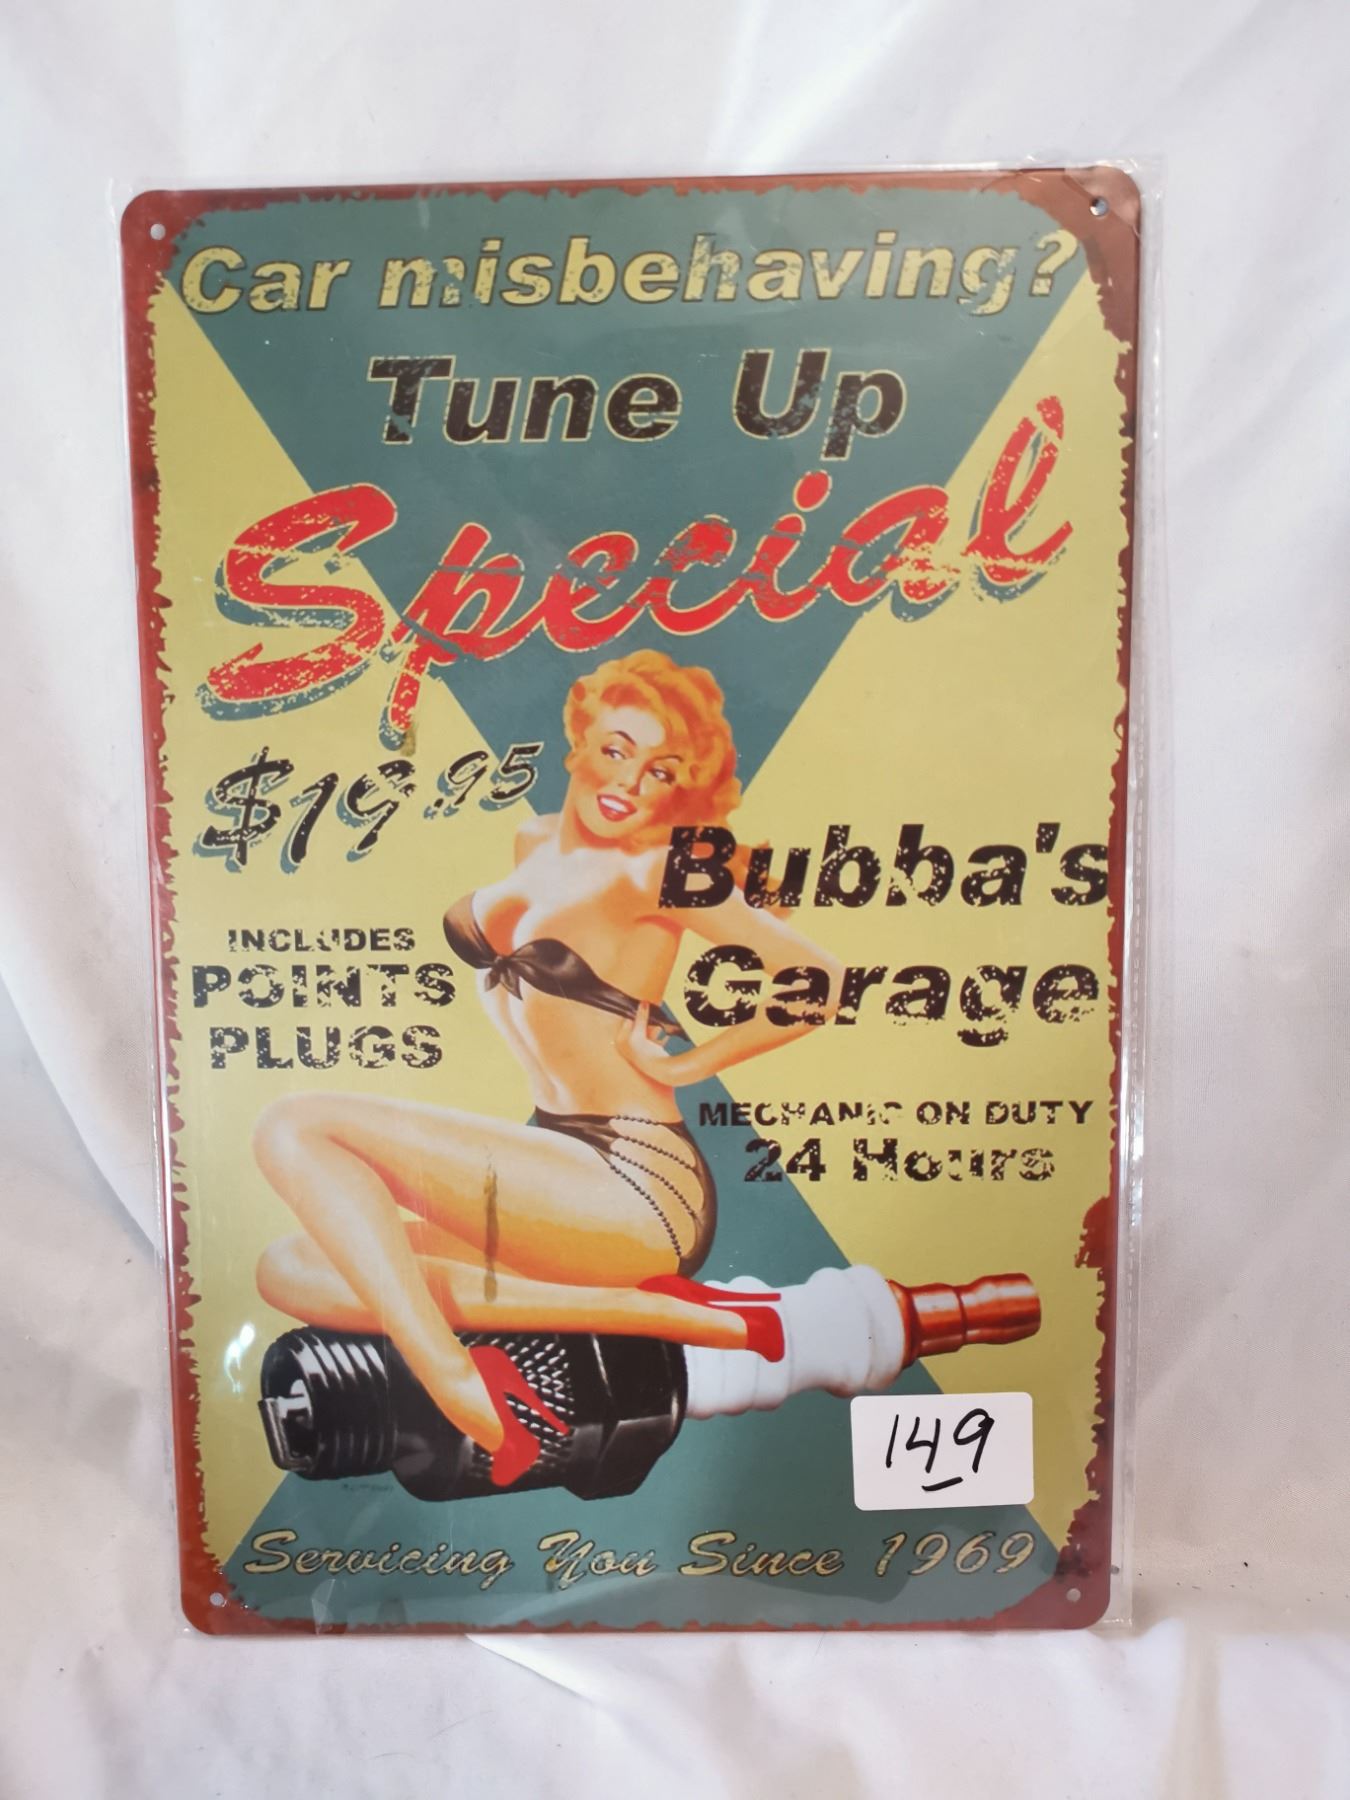 Car misbehaving?
Tune Up
Special
$19.95
Bubba's
Garage
INCLUDES
POINTS
PLUGS
MECHANIC ON DUTY
24 Hours
149
Servicing You Since 1969